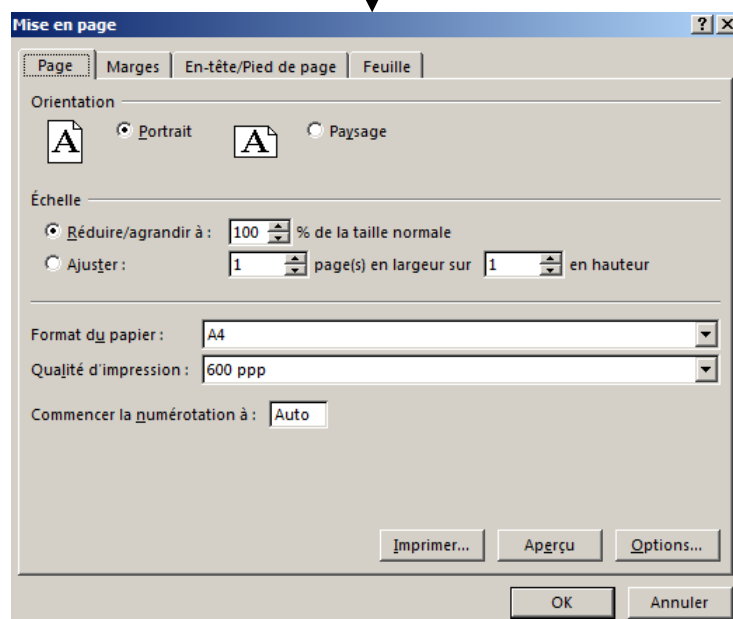 Mise en page
Page Marges En-tête/Pied de page Feuille
Orientation
A Portrait A Paysage
Échelle
Réduire/agrandir à : 100 % de la taille normale
Ajuster : 1 page(s) en largeur sur 1 en hauteur
Format du papier : A4
Qualité d'impression : 600 ppp
Commencer la numérotation à : Auto
Imprimer... Aperçu Options...
OK Annuler